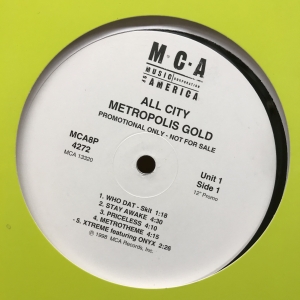 M·C·A
MUSIC CORPORATION
OF AMERICA
ALL CITY
METROPOLIS GOLD
PROMOTIONAL ONLY - NOT FOR SALE
MCA8P
4272
MCA 13320
Unit 1
Side 1
12" Promo
1. WHO DAT - Skit 1:18
2. STAY AWAKE 4:30
3. PRICELESS 4:10
4. METROTHEME 4:15
5. XTREME featuring ONYX 2:26
℗ 1998 MCA Records, Inc.